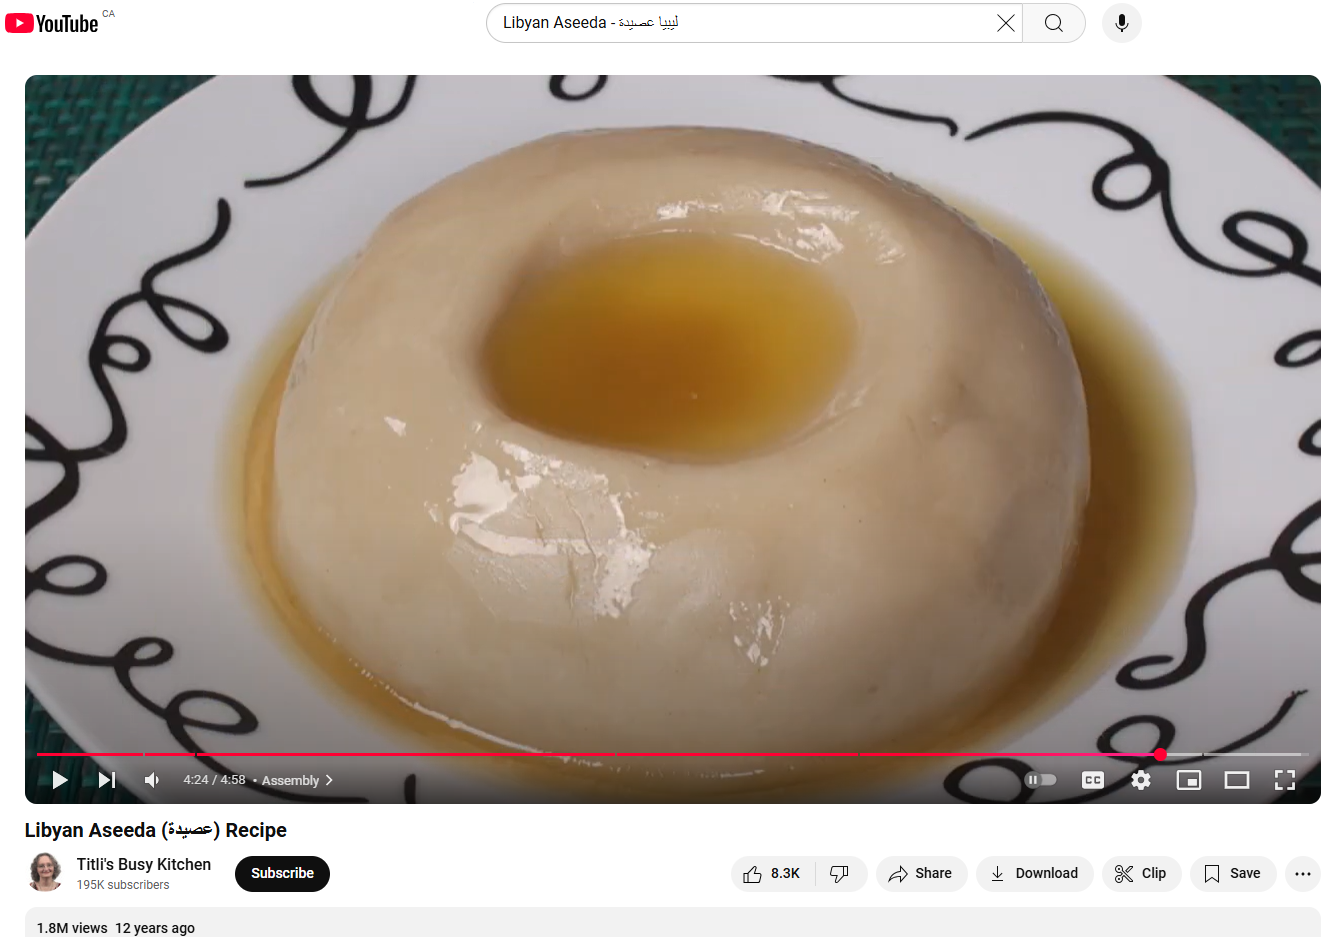 YouTube CA
Libyan Aseeda - ليبيا عصيدة
4:24 / 4:58 • Assembly
CC
Libyan Aseeda (عصيدة) Recipe
Titli's Busy Kitchen
195K subscribers
Subscribe
8.3K
Share
Download
Clip
Save
1.8M views 12 years ago